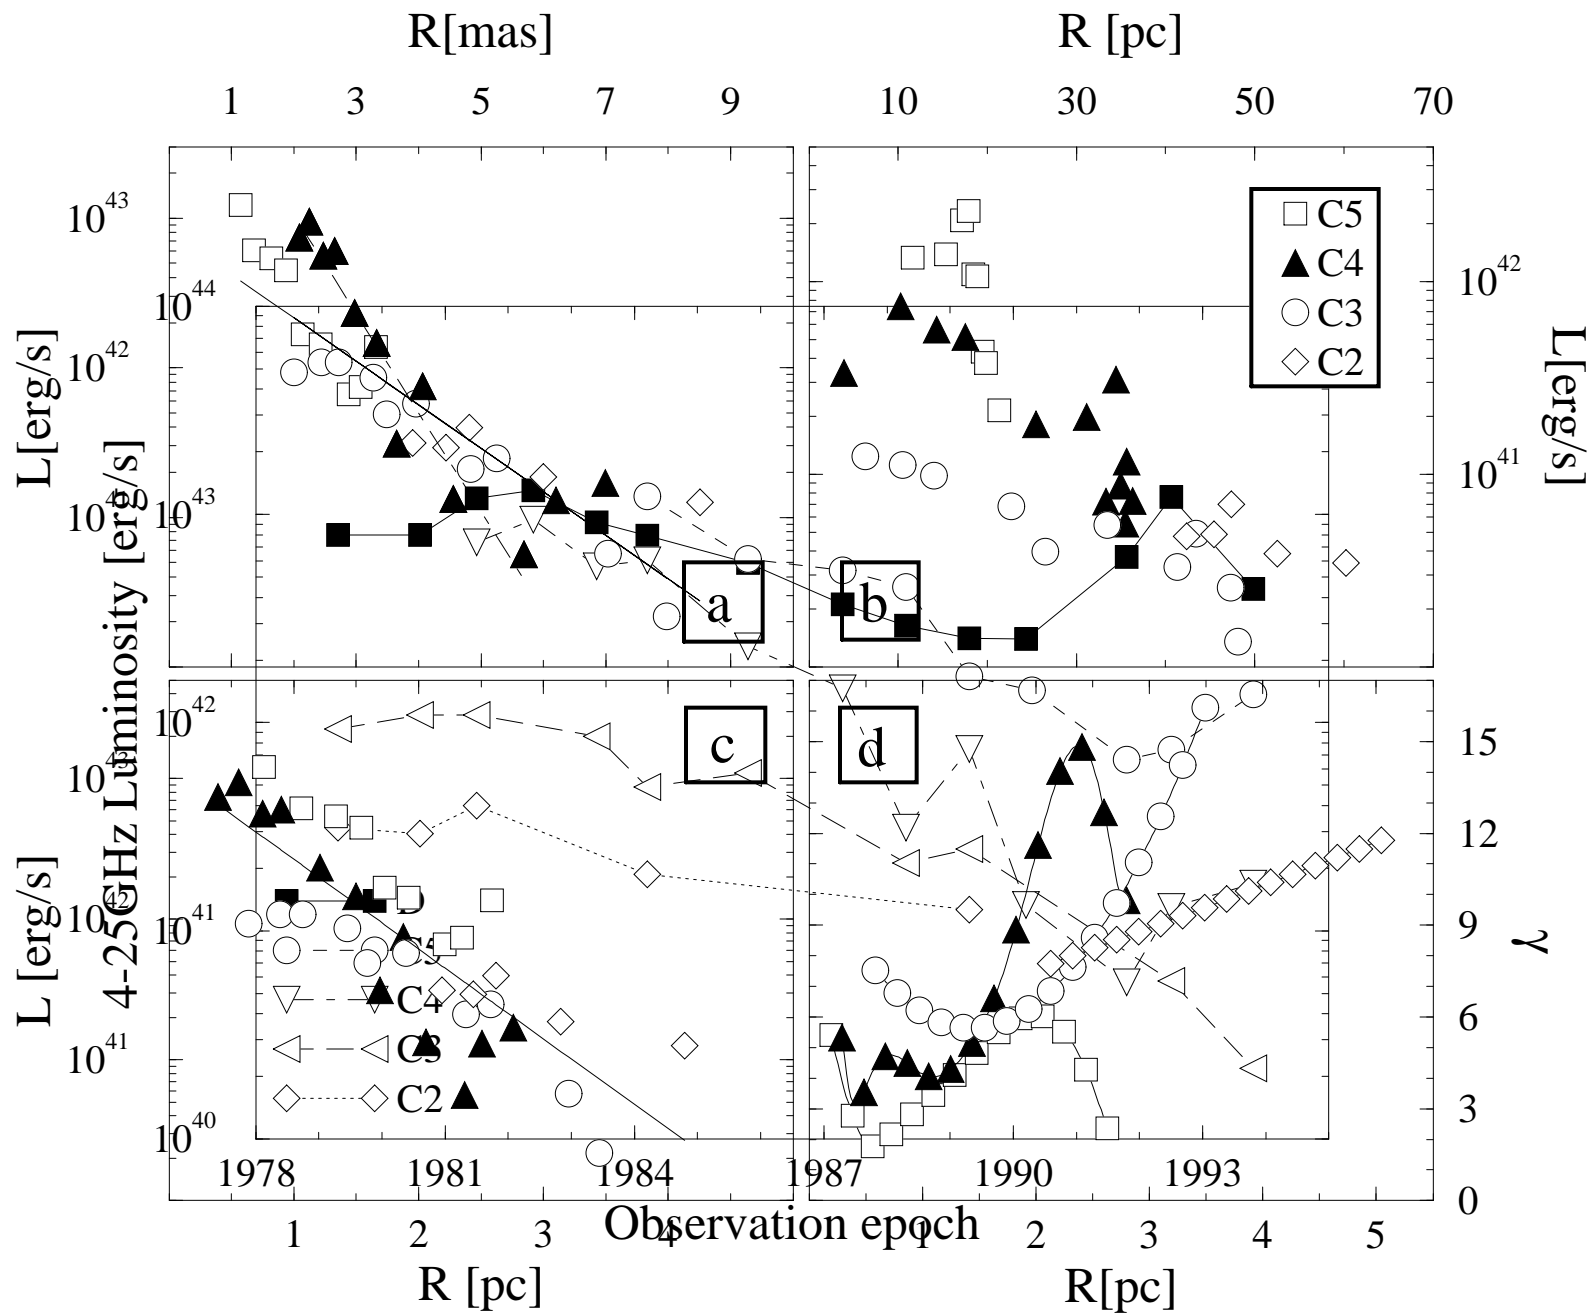 R[mas] R [pc]
1 3 5 7 9 10 30 50 70
10^43
C5
C4
C3
C2
10^44
10^42
10^42
L[erg/s]
L[erg/s]
10^41
10^43
4-25GHz Luminosity [erg/s]
a b
c d
10^42
15
12
L [erg/s]
D
10^41
C5
9
γ
C4
C3
6
10^41
C2
3
10^40
1978 1981 1984 1987 1990 1993
0
Observation epoch
1 2 3 4 1 2 3 4 5
R [pc] R[pc]